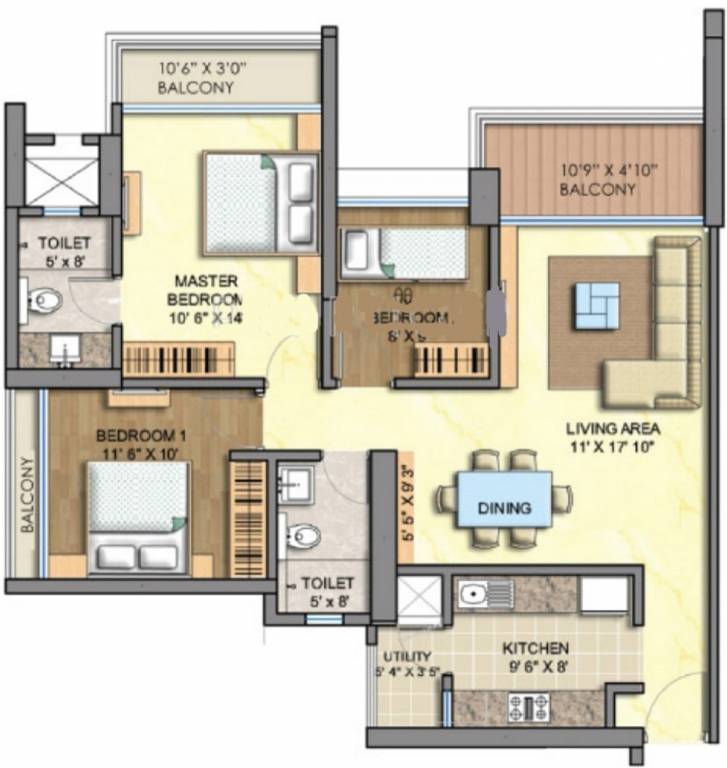 10'6" X 3'0"
BALCONY
10'9" X 4'10"
BALCONY
TOILET
5' x 8'
MASTER
BEDROOM
10' 6" X 14'
BEDROOM
8' X 9'
LIVING AREA
11' X 17' 10"
BALCONY
BEDROOM 1
11' 6" X 10'
5' 5" X 9'3"
DINING
TOILET
5' x 8'
KITCHEN
9' 6" X 8'
UTILITY
5' 4" X 3' 5"